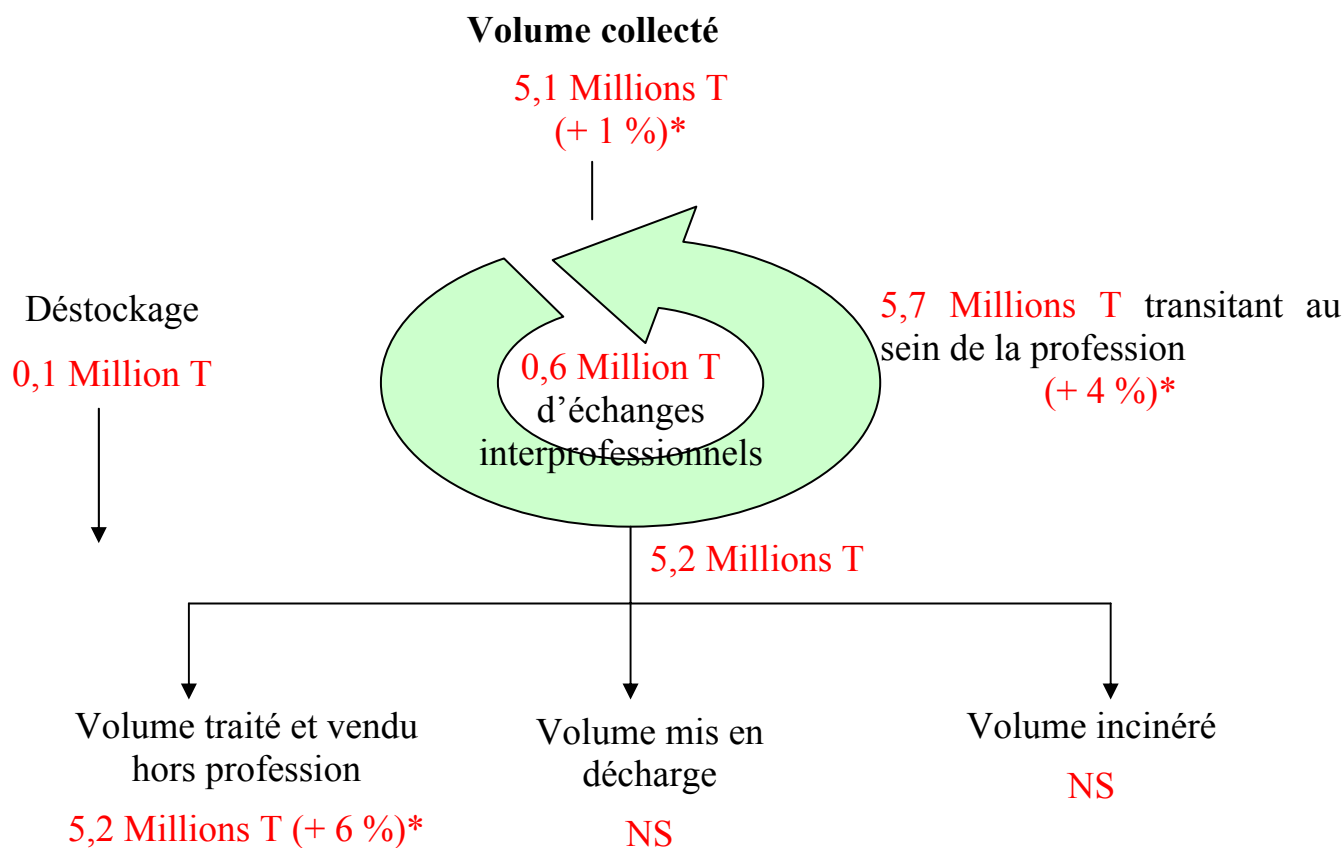 Volume collecté
5,1 Millions T
(+ 1 %)*
Déstockage
0,1 Million T
5,7 Millions T transitant au
sein de la profession
(+ 4 %)*
0,6 Million T
d’échanges
interprofessionnels
5,2 Millions T
Volume traité et vendu
hors profession
5,2 Millions T (+ 6 %)*
Volume mis en
décharge
NS
Volume incinéré
NS